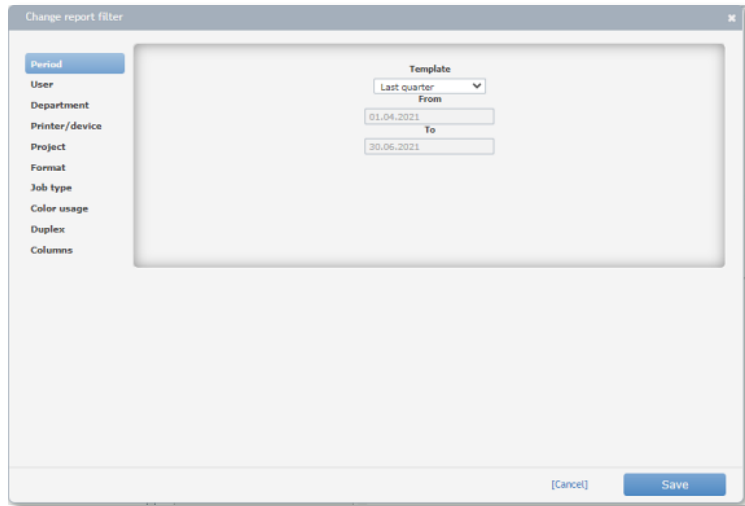 Change report filter
Period
User
Department
Printer/device
Project
Format
Job type
Color usage
Duplex
Columns
Template
Last quarter
From
01.04.2021
To
30.06.2021
[Cancel]
Save